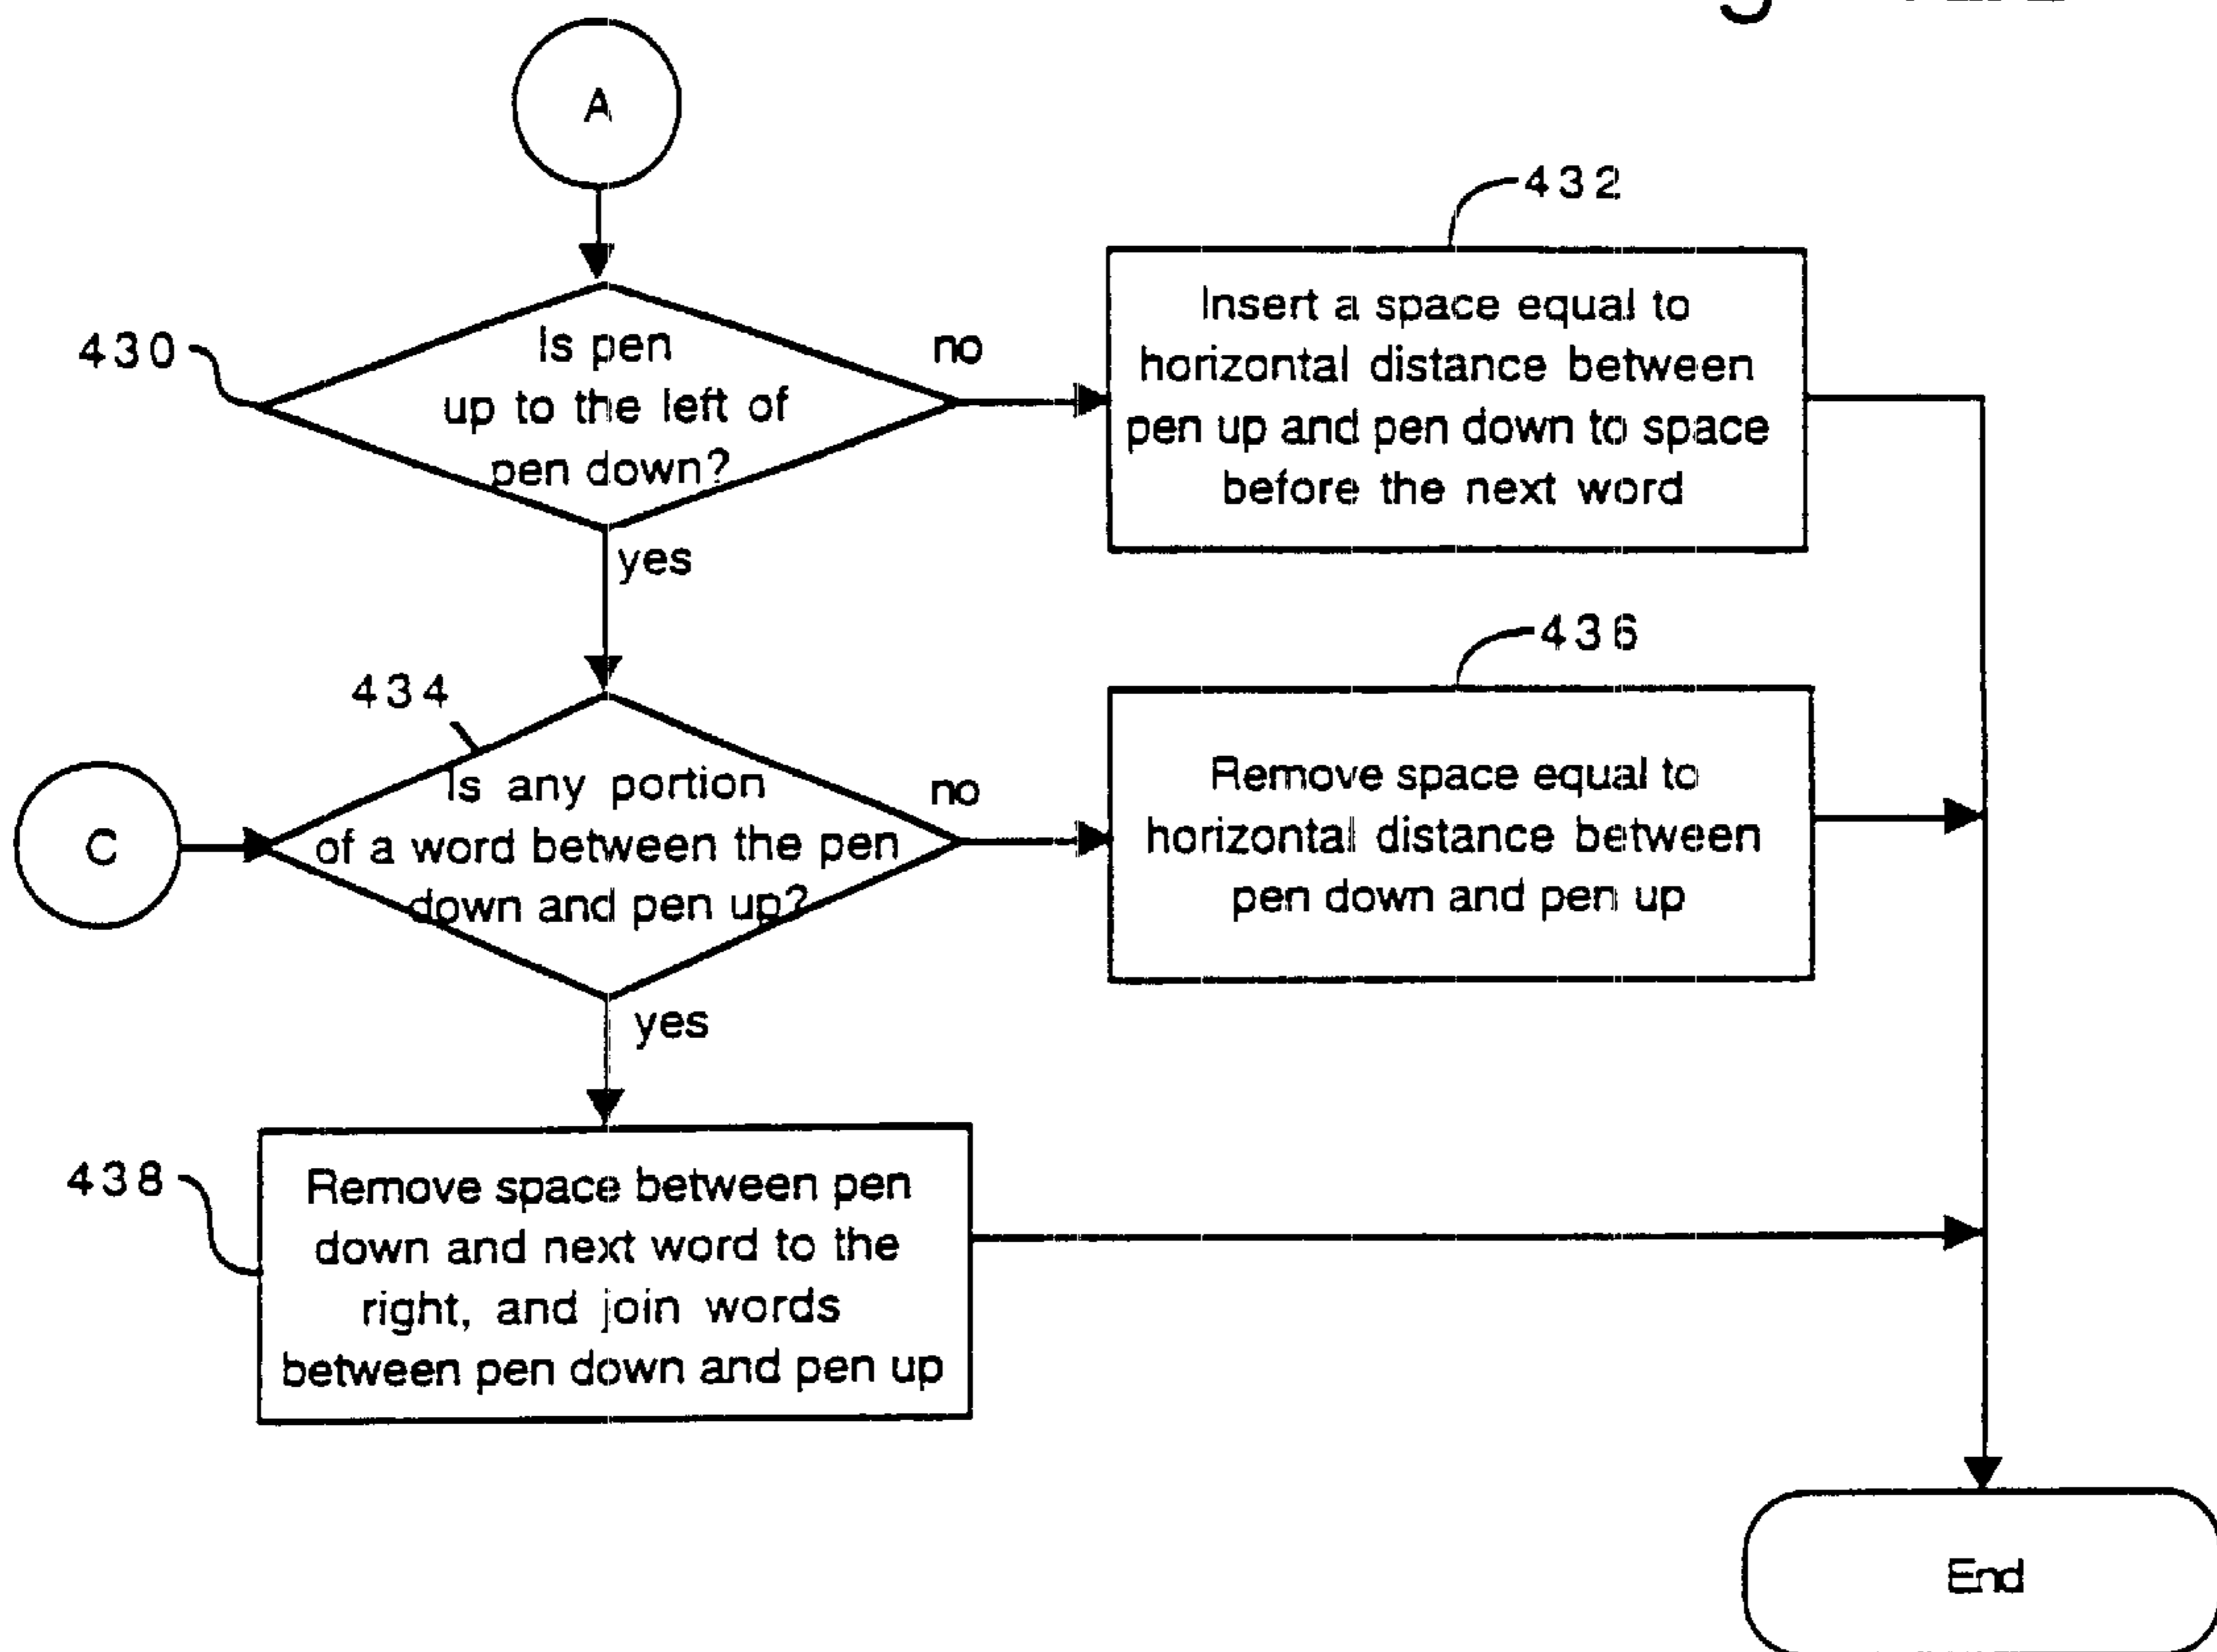 A
432
430
Is pen
up to the left of
pen down?
no
Insert a space equal to
horizontal distance between
pen up and pen down to space
before the next word
yes
436
434
C
Is any portion
of a word between the pen
down and pen up?
no
Remove space equal to
horizontal distance between
pen down and pen up
yes
438
Remove space between pen
down and next word to the
right, and join words
between pen down and pen up
End